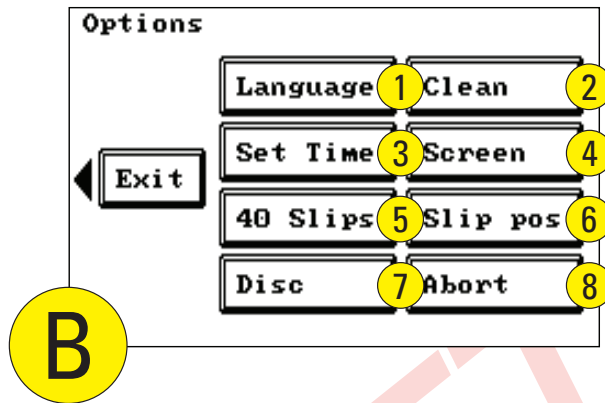 Options
Language 1 Clean 2
Set Time 3 Screen 4
Exit
40 Slips 5 Slip pos 6
Disc 7 Abort 8
B